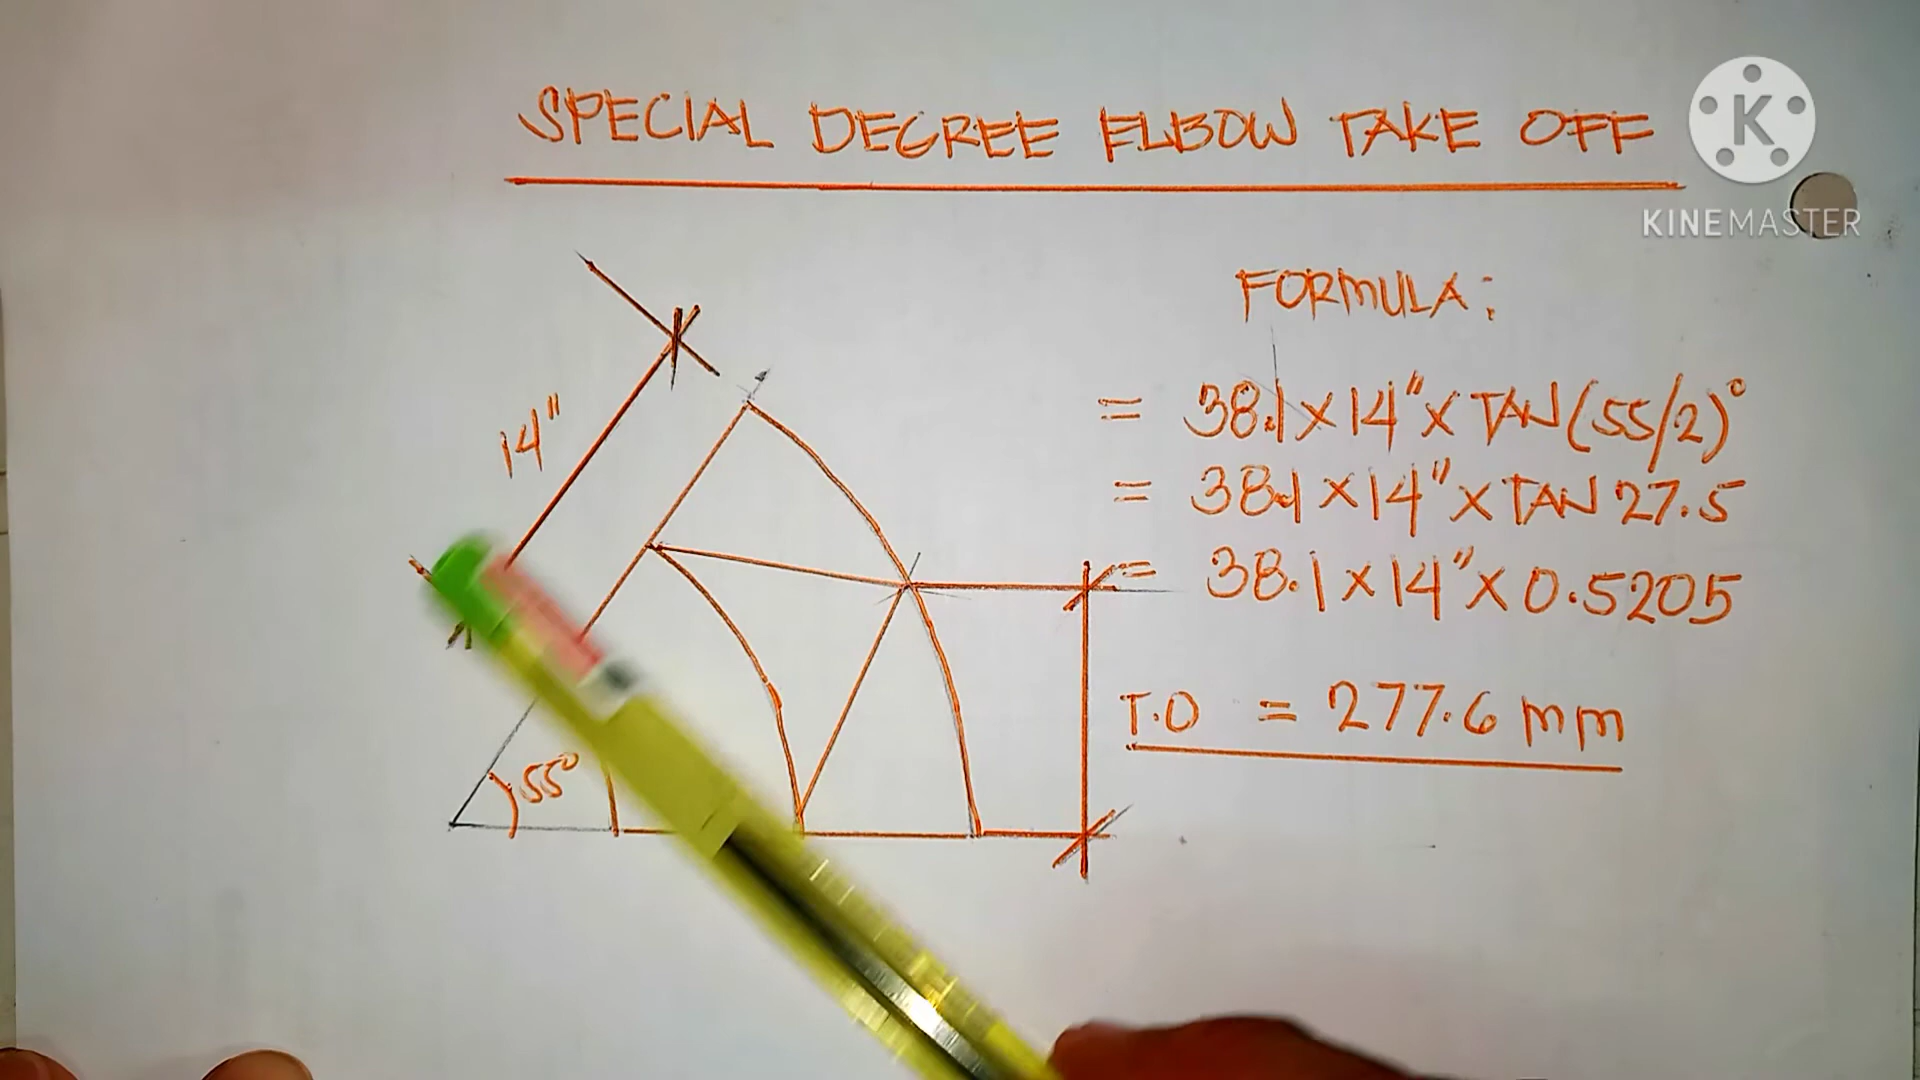 SPECIAL DEGREE ELBOW TAKE OFF
K
KINEMASTER
FORMULA:
14"
= 38.1 X 14" X TAN (55/2)°
= 38.1 X 14" X TAN 27.5
= 38.1 X 14" X 0.5205
T.O = 277.6 mm
55°